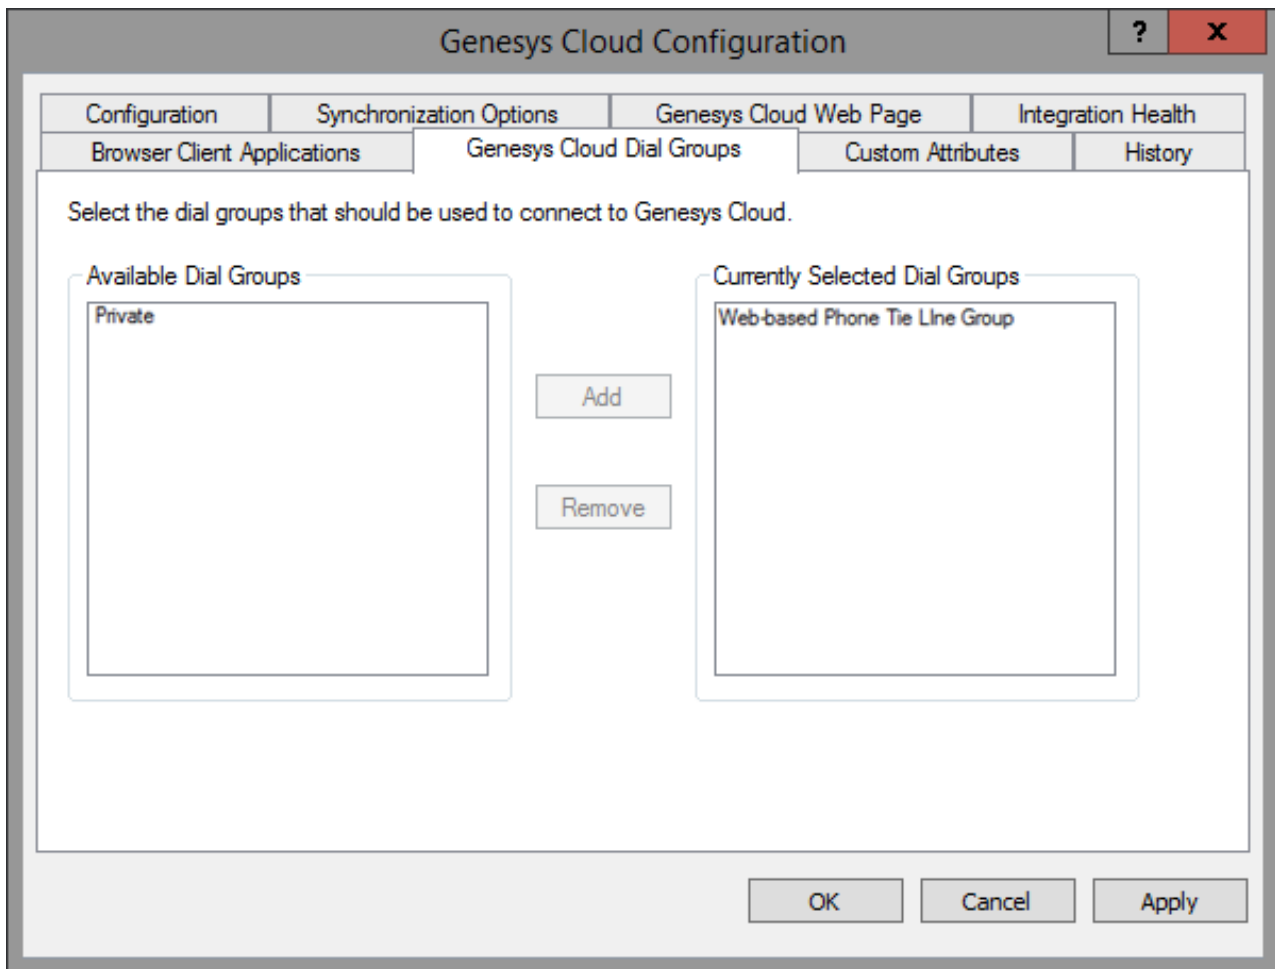 Genesys Cloud Configuration
? X
Configuration Synchronization Options Genesys Cloud Web Page Integration Health
Browser Client Applications Genesys Cloud Dial Groups Custom Attributes History
Select the dial groups that should be used to connect to Genesys Cloud.
Available Dial Groups
Private
Add
Remove
Currently Selected Dial Groups
Web-based Phone Tie LIne Group
OK Cancel Apply